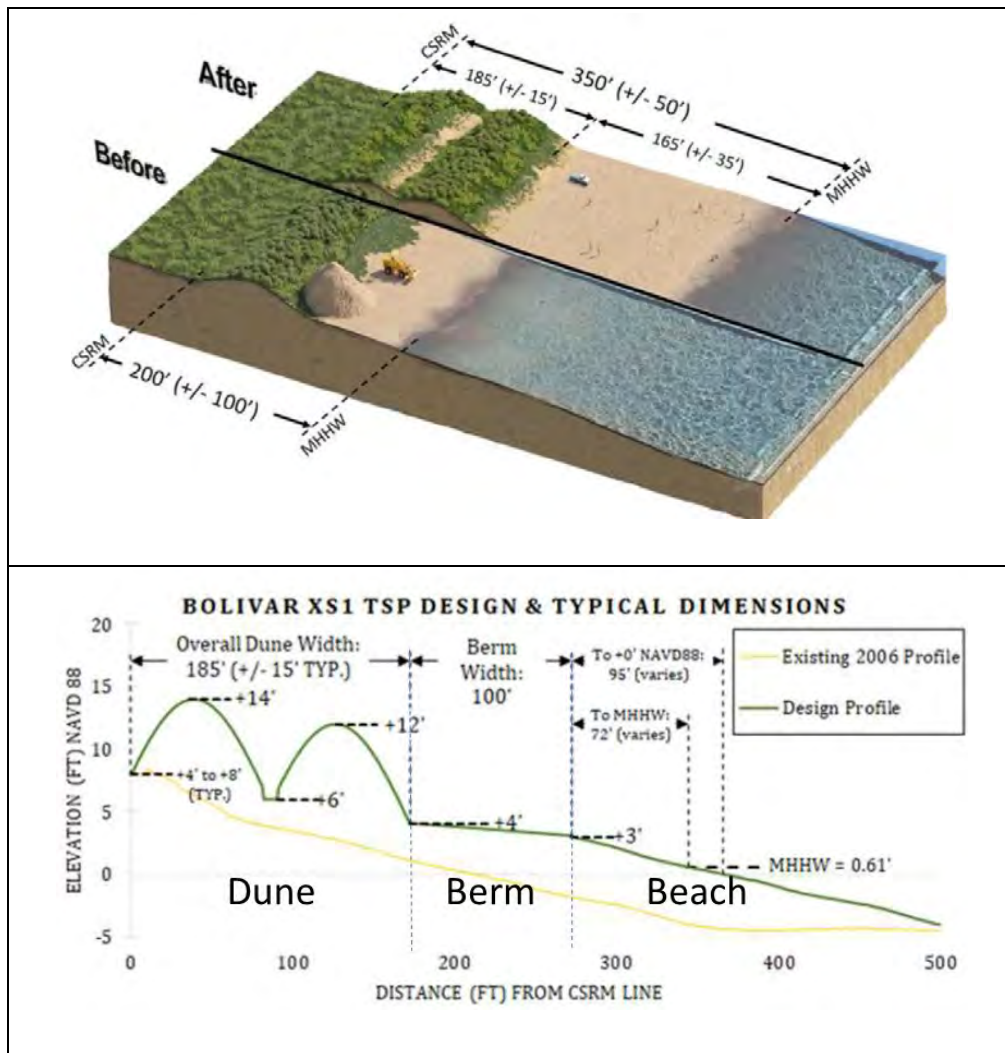 After
Before
CSRM
350' (+/- 50')
185' (+/- 15')
165' (+/- 35')
MHHW
CSRM
200' (+/- 100')
MHHW
BOLIVAR XS1 TSP DESIGN & TYPICAL DIMENSIONS
Overall Dune Width:
185' (+/- 15' TYP.)
Berm
Width:
100'
To +0' NAVD88:
95' (varies)
To MHHW:
72' (varies)
Existing 2006 Profile
Design Profile
+14'
+12'
+4' to +8'
(TYP.)
+6'
+4'
+3'
MHHW = 0.61'
Dune
Berm
Beach
ELEVATION (FT) NAVD 88
20
15
10
5
0
-5
0
100
200
300
400
500
DISTANCE (FT) FROM CSRM LINE